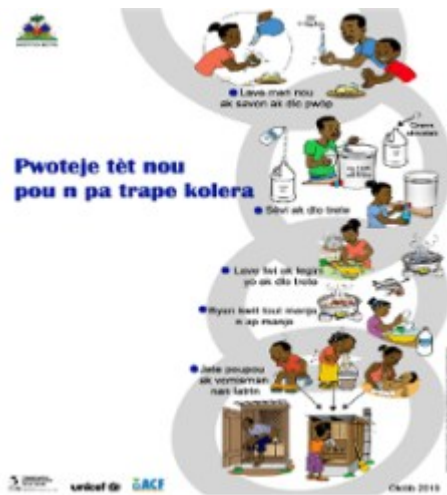 Pwoteje tèt nou
pou n pa trape kolera
Lave men nou
ak savon ak dlo pwòp
Sèvi ak dlo trete
Lave fwi ak legim
yo ak dlo trete
Byen kwit tout manje
n ap manje
Jete poupou
ak vomisman
nan latrin
unicef
ACF